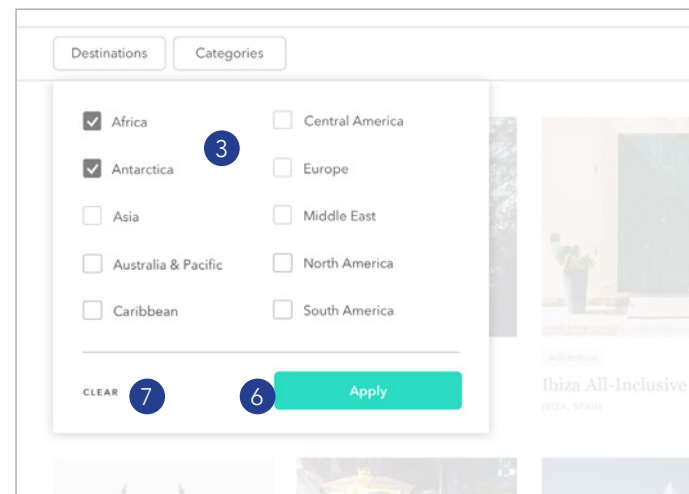 Destinations Categories
Africa Central America
3
Antarctica Europe
Asia Middle East
Australia & Pacific North America
Caribbean South America
CLEAR 7 6 Apply
Adventure
Ibiza All-Inclusive
IBIZA, SPAIN